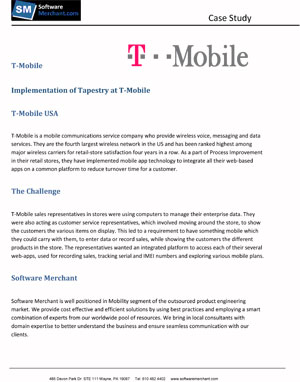 SM Software
Merchant.com
Case Study
T··Mobile
T-Mobile
Implementation of Tapestry at T-Mobile
T-Mobile USA
T-Mobile is a mobile communications service company who provide wireless voice, messaging and data
services. They are the fourth largest wireless network in the US and has been ranked highest among
major wireless carriers for retail-store satisfaction four years in a row. As a part of Process Improvement
in their retail stores, they have implemented mobile app technology to integrate all their web-based
apps on a common platform to reduce turnover time for a customer.
The Challenge
T-Mobile sales representatives in stores were using computers to manage their enterprise data. They
were also acting as customer service representatives, which involved moving around the store, to show
the customers the various items on display. This led to a requirement to have something mobile which
they could carry with them, to enter data or record sales, while showing the customers the different
products in the store. The representatives wanted an integrated platform to access each of their several
web-apps, used for recording sales, tracking serial and IMEI numbers and exploring various mobile plans.
Software Merchant
Software Merchant is well positioned in Mobility segment of the outsourced product engineering
market. We provide cost effective and efficient solutions by using best practices and employing a smart
combination of experts from our worldwide pool of resources. We bring in local consultants with
domain expertise to better understand the business and ensure seamless communication with our
clients.
485 Devon Park Dr. STE 111 Wayne, PA 19087 Tel: 610 462 4402 www.softwaremerchant.com